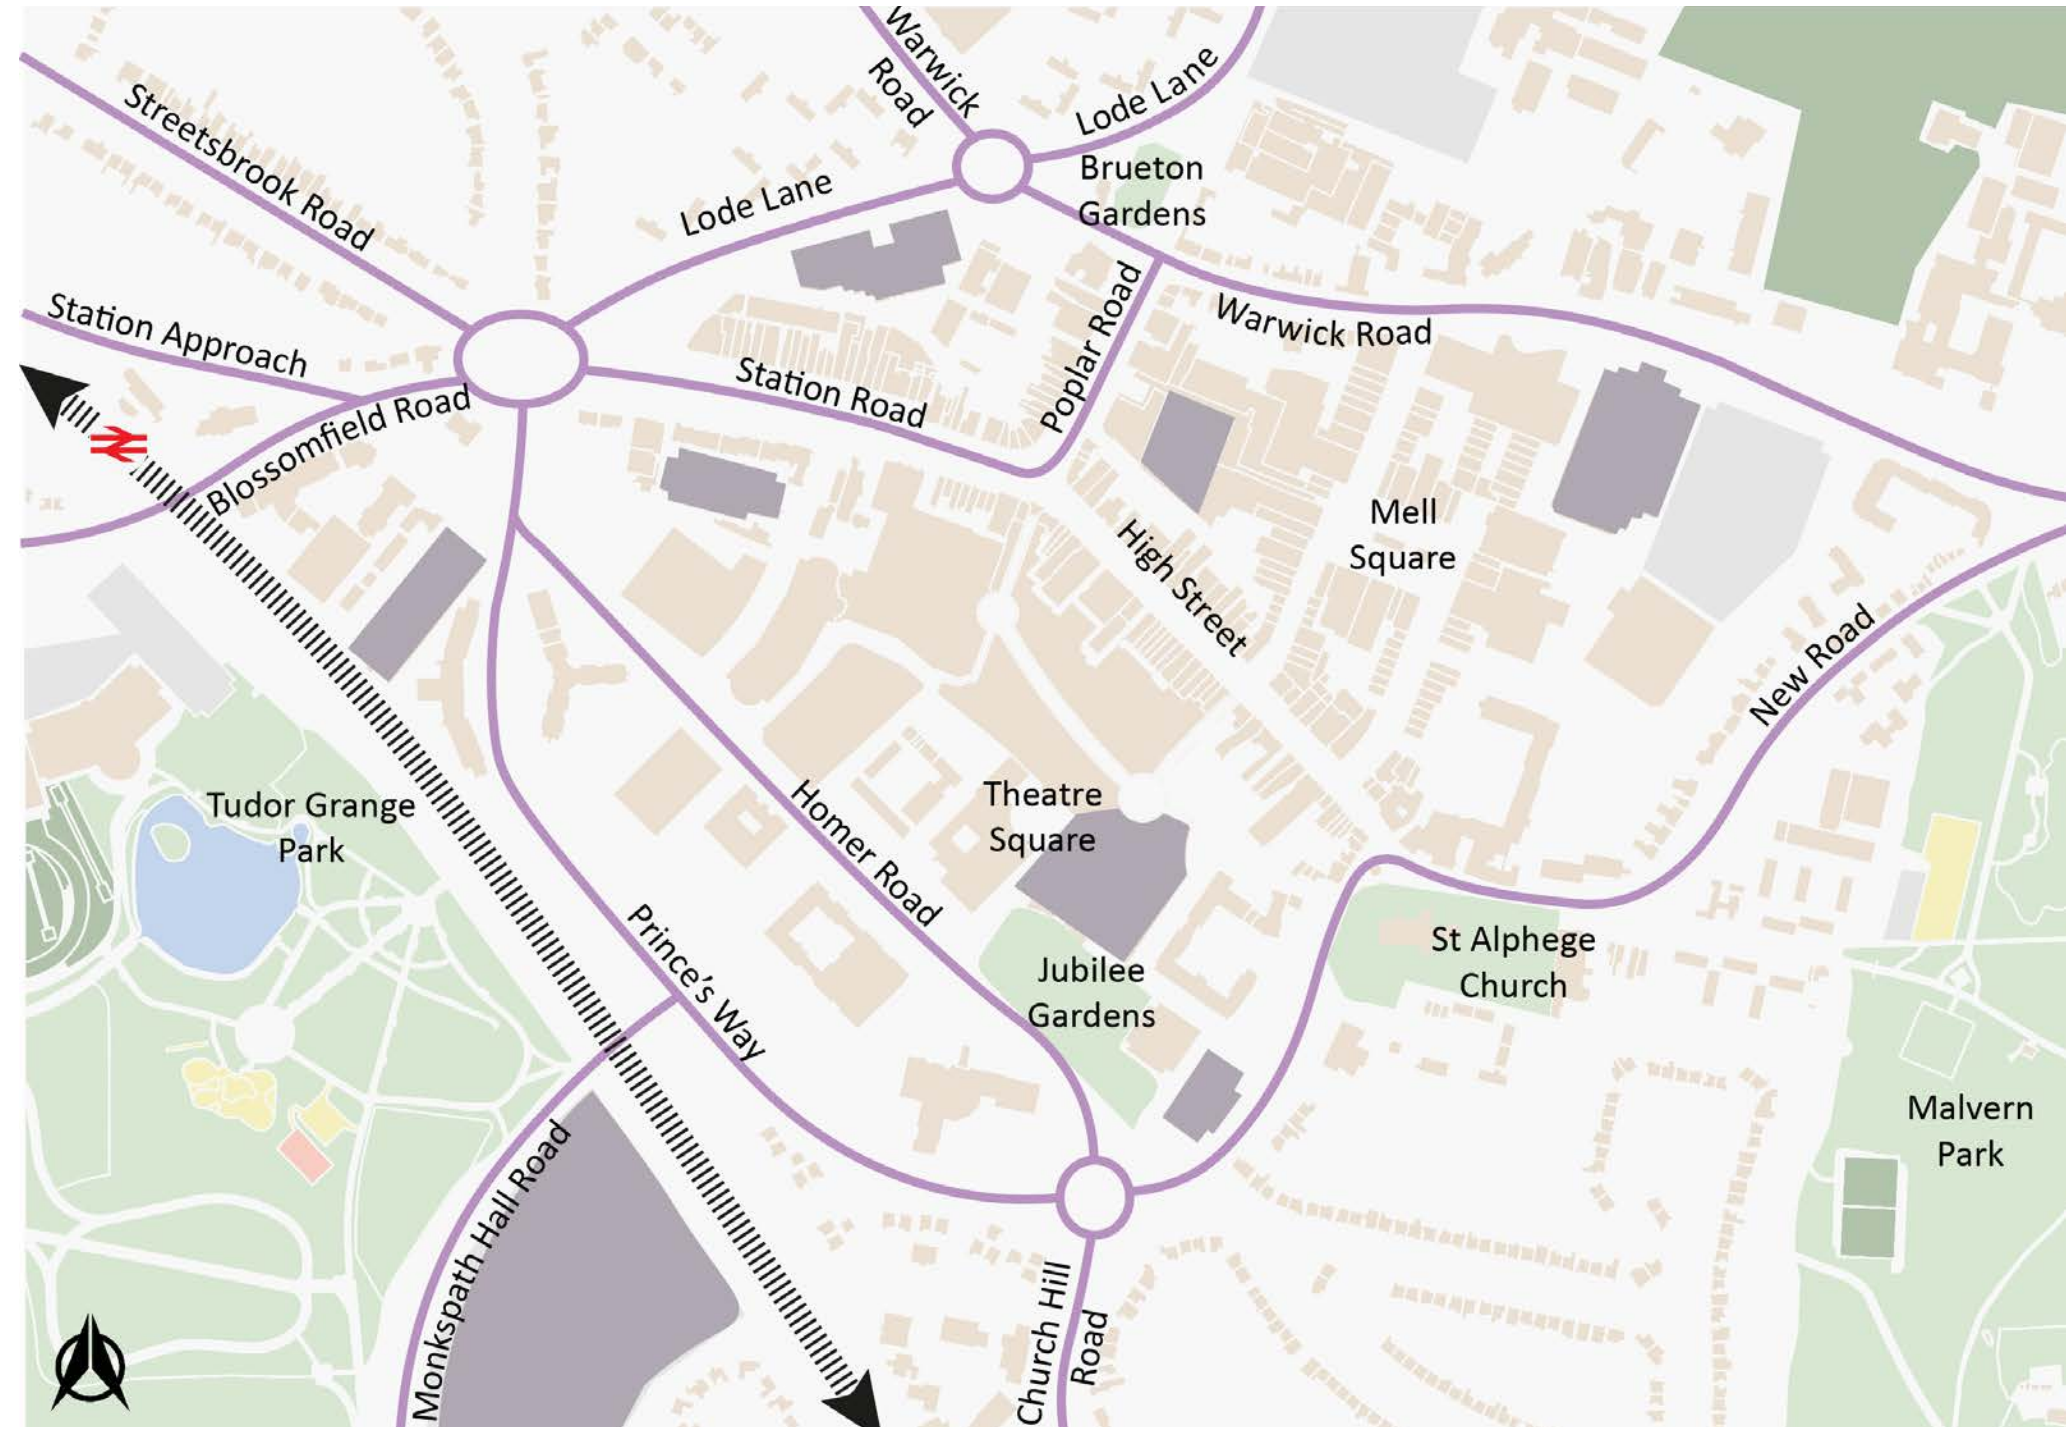 Warwick
Road
Lode Lane
Streetsbrook Road
Brueton
Gardens
Lode Lane
Station Approach
Warwick Road
Poplar Road
Station Road
Blossomfield Road
Mell
Square
High Street
New Road
Tudor Grange
Park
Theatre
Square
Homer Road
Prince's Way
St Alphege
Church
Jubilee
Gardens
Malvern
Park
Monkspath Hall Road
Church Hill
Road